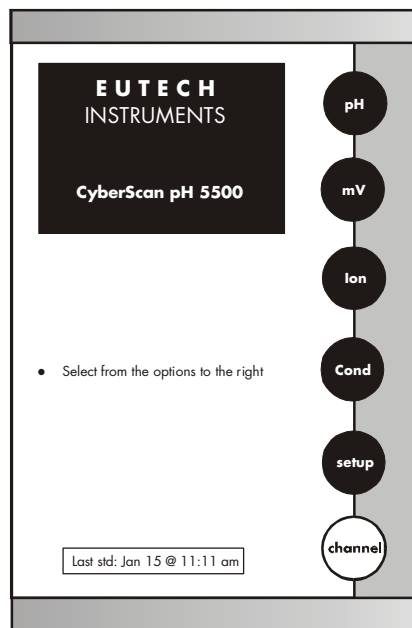 EUTECH
INSTRUMENTS
CyberScan pH 5500
pH
mV
Ion
Cond
setup
channel
• Select from the options to the right
Last std: Jan 15 @ 11:11 am